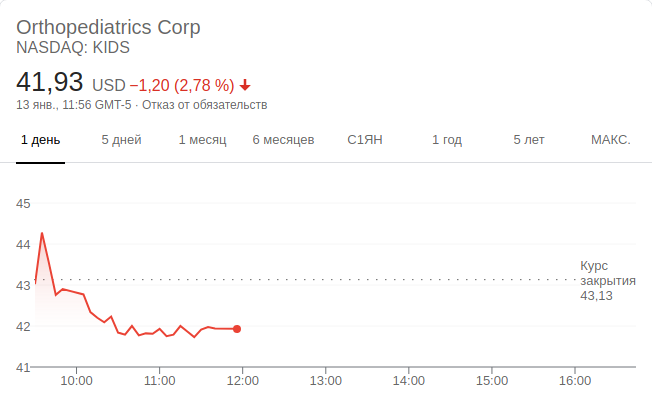 Orthopediatrics Corp
NASDAQ: KIDS
41,93 USD −1,20 (2,78 %)
13 янв., 11:56 GMT-5 · Отказ от обязательств
1 день 5 дней 1 месяц 6 месяцев С1ЯН 1 год 5 лет МАКС.
45
44
Курс
закрытия
43,13
43
42
41
10:00 11:00 12:00 13:00 14:00 15:00 16:00